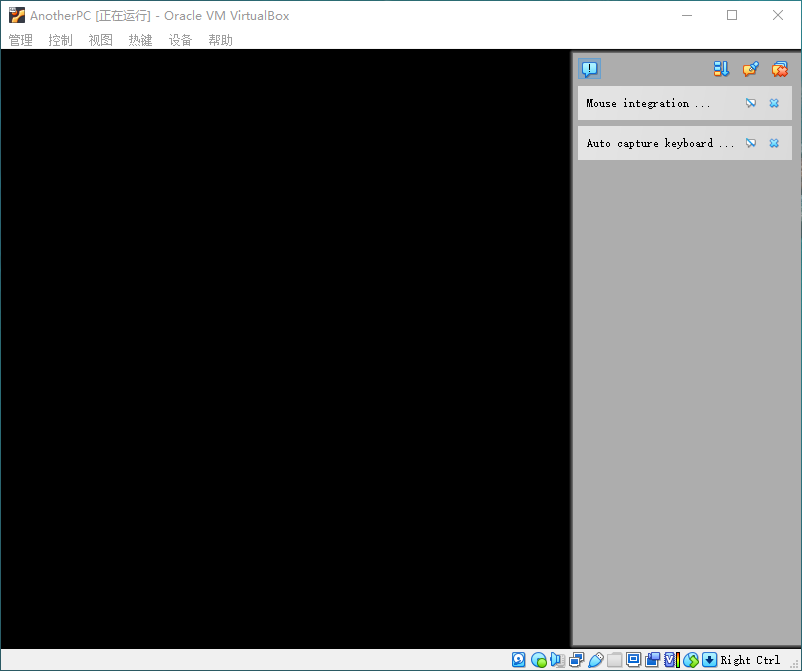 AnotherPC [正在运行] - Oracle VM VirtualBox
管理 控制 视图 热键 设备 帮助
Mouse integration ...
Auto capture keyboard ...
Right Ctrl